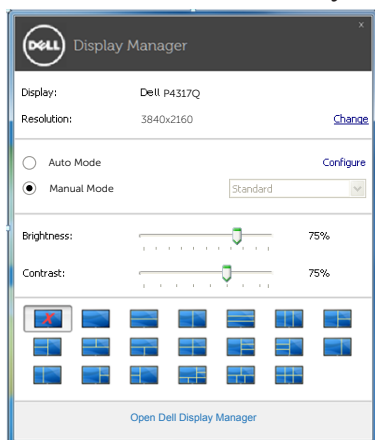 DELL Display Manager
x
Display: Dell P4317Q
Resolution: 3840x2160 Change
Auto Mode Configure
Manual Mode Standard
Brightness: 75%
Contrast: 75%
Open Dell Display Manager